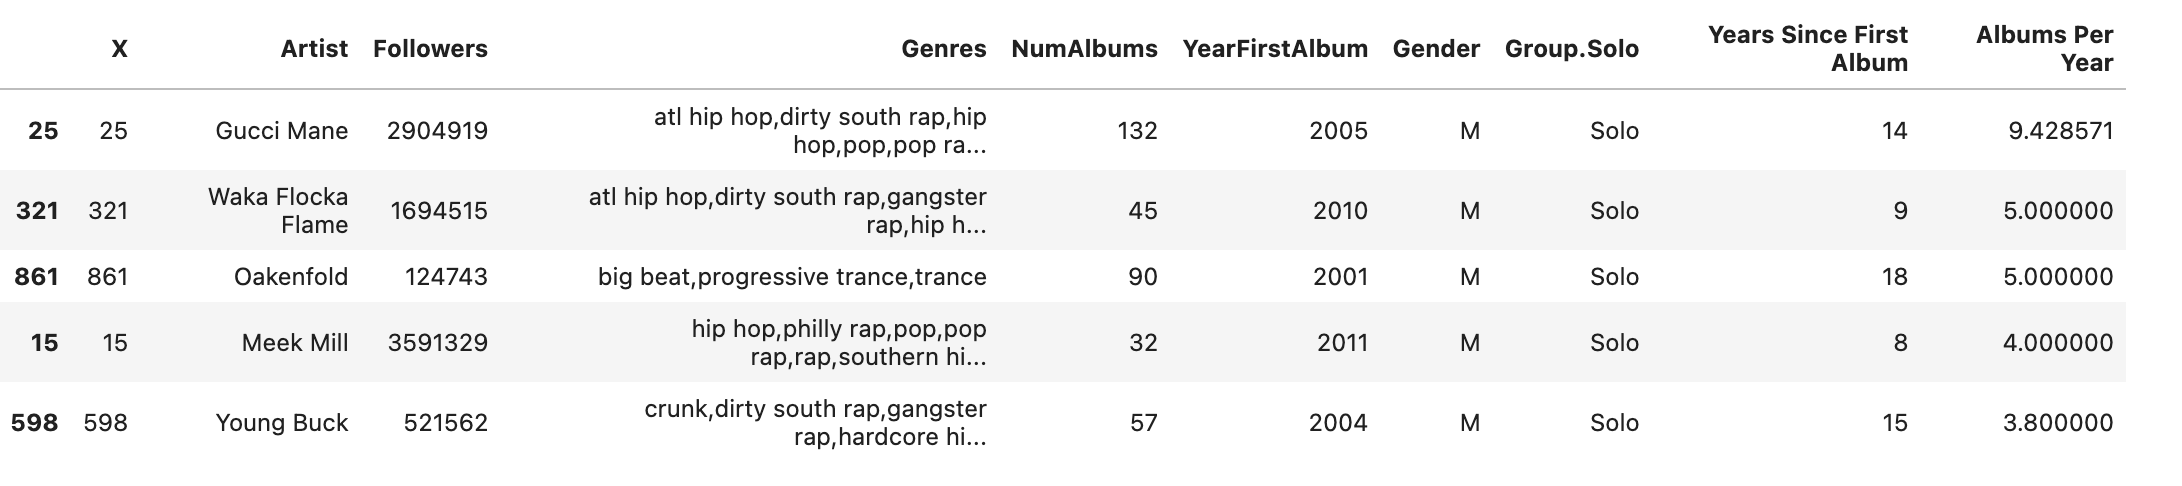 X Artist Followers Genres NumAlbums YearFirstAlbum Gender Group.Solo Years Since First Albums Per
Album Year
25 25 Gucci Mane 2904919 atl hip hop,dirty south rap,hip 132 2005 M Solo 14 9.428571
hop,pop,pop ra...
321 321 Waka Flocka 1694515 atl hip hop,dirty south rap,gangster 45 2010 M Solo 9 5.000000
Flame rap,hip h...
861 861 Oakenfold 124743 big beat,progressive trance,trance 90 2001 M Solo 18 5.000000
15 15 Meek Mill 3591329 hip hop,philly rap,pop,pop 32 2011 M Solo 8 4.000000
rap,rap,southern hi...
598 598 Young Buck 521562 crunk,dirty south rap,gangster 57 2004 M Solo 15 3.800000
rap,hardcore hi...